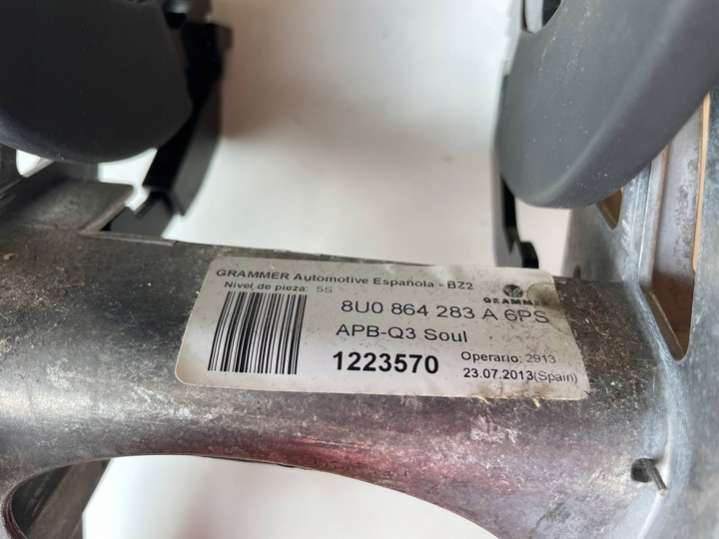 GRAMMER Automotive Española - BZ2
Nivel de pieza: 5S
GRAMMER
8U0 864 283 A 6PS
APB-Q3 Soul
1223570
Operario: 2913
23.07.2013(Spain)